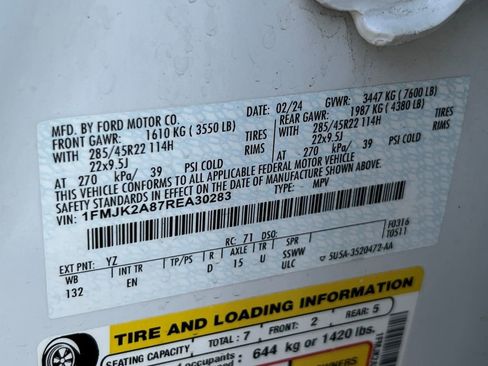 MFD. BY FORD MOTOR CO. 02/24 GVWR: 3447 KG (7600 LB)
FRONT GAWR: 1610 KG (3550 LB) REAR GAWR: 1987 KG (4380 LB)
WITH 285/45R22 114H TIRES WITH 285/45R22 114H TIRES
22x9.5J 22x9.5J
AT 270 kPa/ 39 PSI COLD AT 270 kPa/ 39 PSI COLD
THIS VEHICLE CONFORMS TO ALL APPLICABLE FEDERAL MOTOR VEHICLE
SAFETY STANDARDS IN EFFECT ON THE DATE OF MANUFACTURE SHOWN ABOVE.
VIN: 1FMJK2A87REA30283 TYPE: MPV
F0316
T0511
EXT PNT: YZ RC: 71 DSO:
WB INT TR TP/PS R AXLE TR SPR
132 EN D 15 U SSWW
ULC 5U5A-3520472-AA
TIRE AND LOADING INFORMATION
SEATING CAPACITY TOTAL: 7 FRONT: 2 REAR: 5
occupants: 644 kg or 1420 lbs.
OWNERS